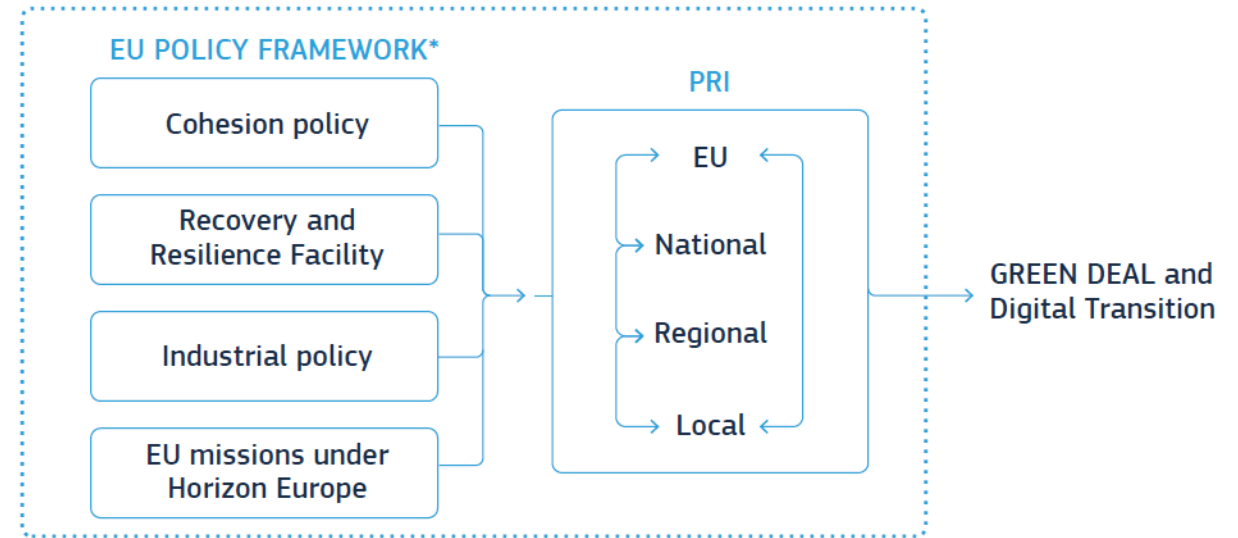 EU POLICY FRAMEWORK*
Cohesion policy
Recovery and
Resilience Facility
Industrial policy
EU missions under
Horizon Europe
PRI
EU
National
Regional
Local
GREEN DEAL and
Digital Transition